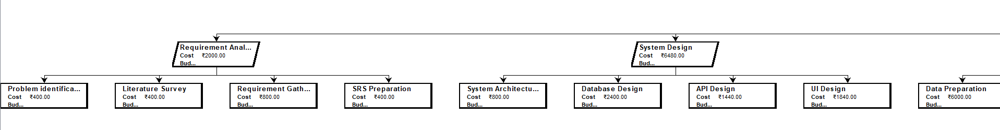 Requirement Anal...
Cost ₹2000.00
Bud...
System Design
Cost ₹6480.00
Bud...
Problem identifica...
Cost ₹400.00
Bud...
Literature Survey
Cost ₹400.00
Bud...
Requirement Gath...
Cost ₹800.00
Bud...
SRS Preparation
Cost ₹400.00
Bud...
System Architectu...
Cost ₹800.00
Bud...
Database Design
Cost ₹2400.00
Bud...
API Design
Cost ₹1440.00
Bud...
UI Design
Cost ₹1840.00
Bud...
Data Preparation
Cost ₹6000.00
Bud...